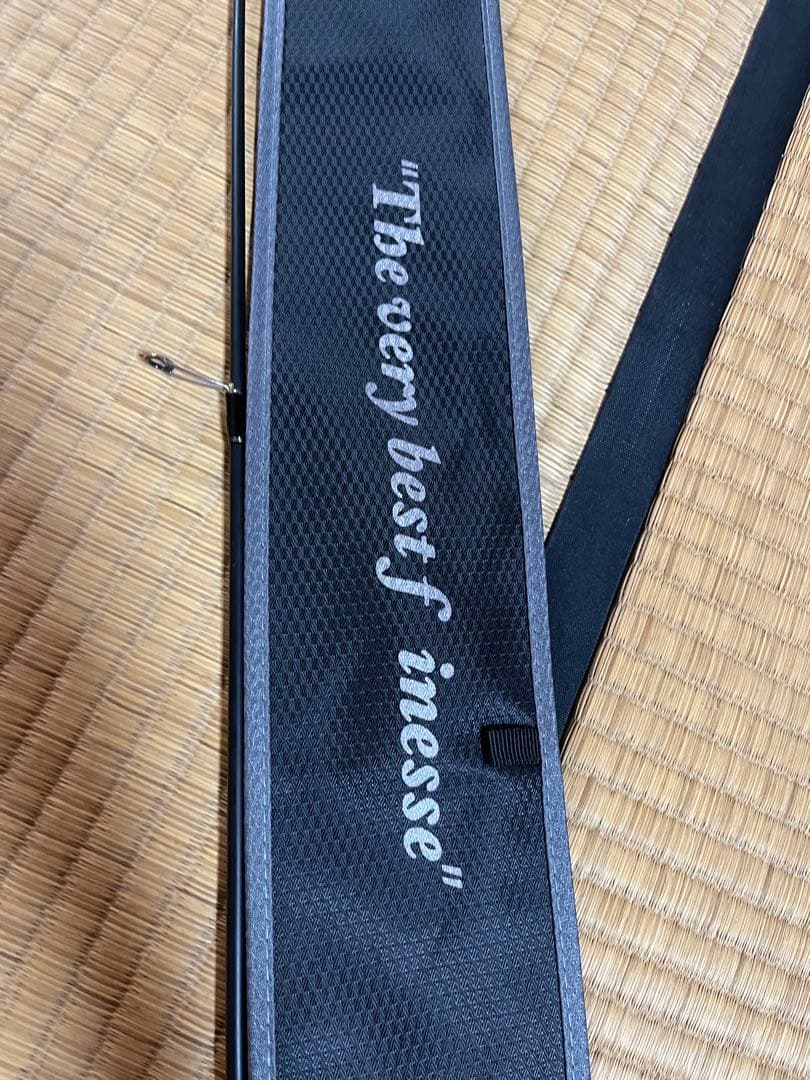 "The very best f inesse"